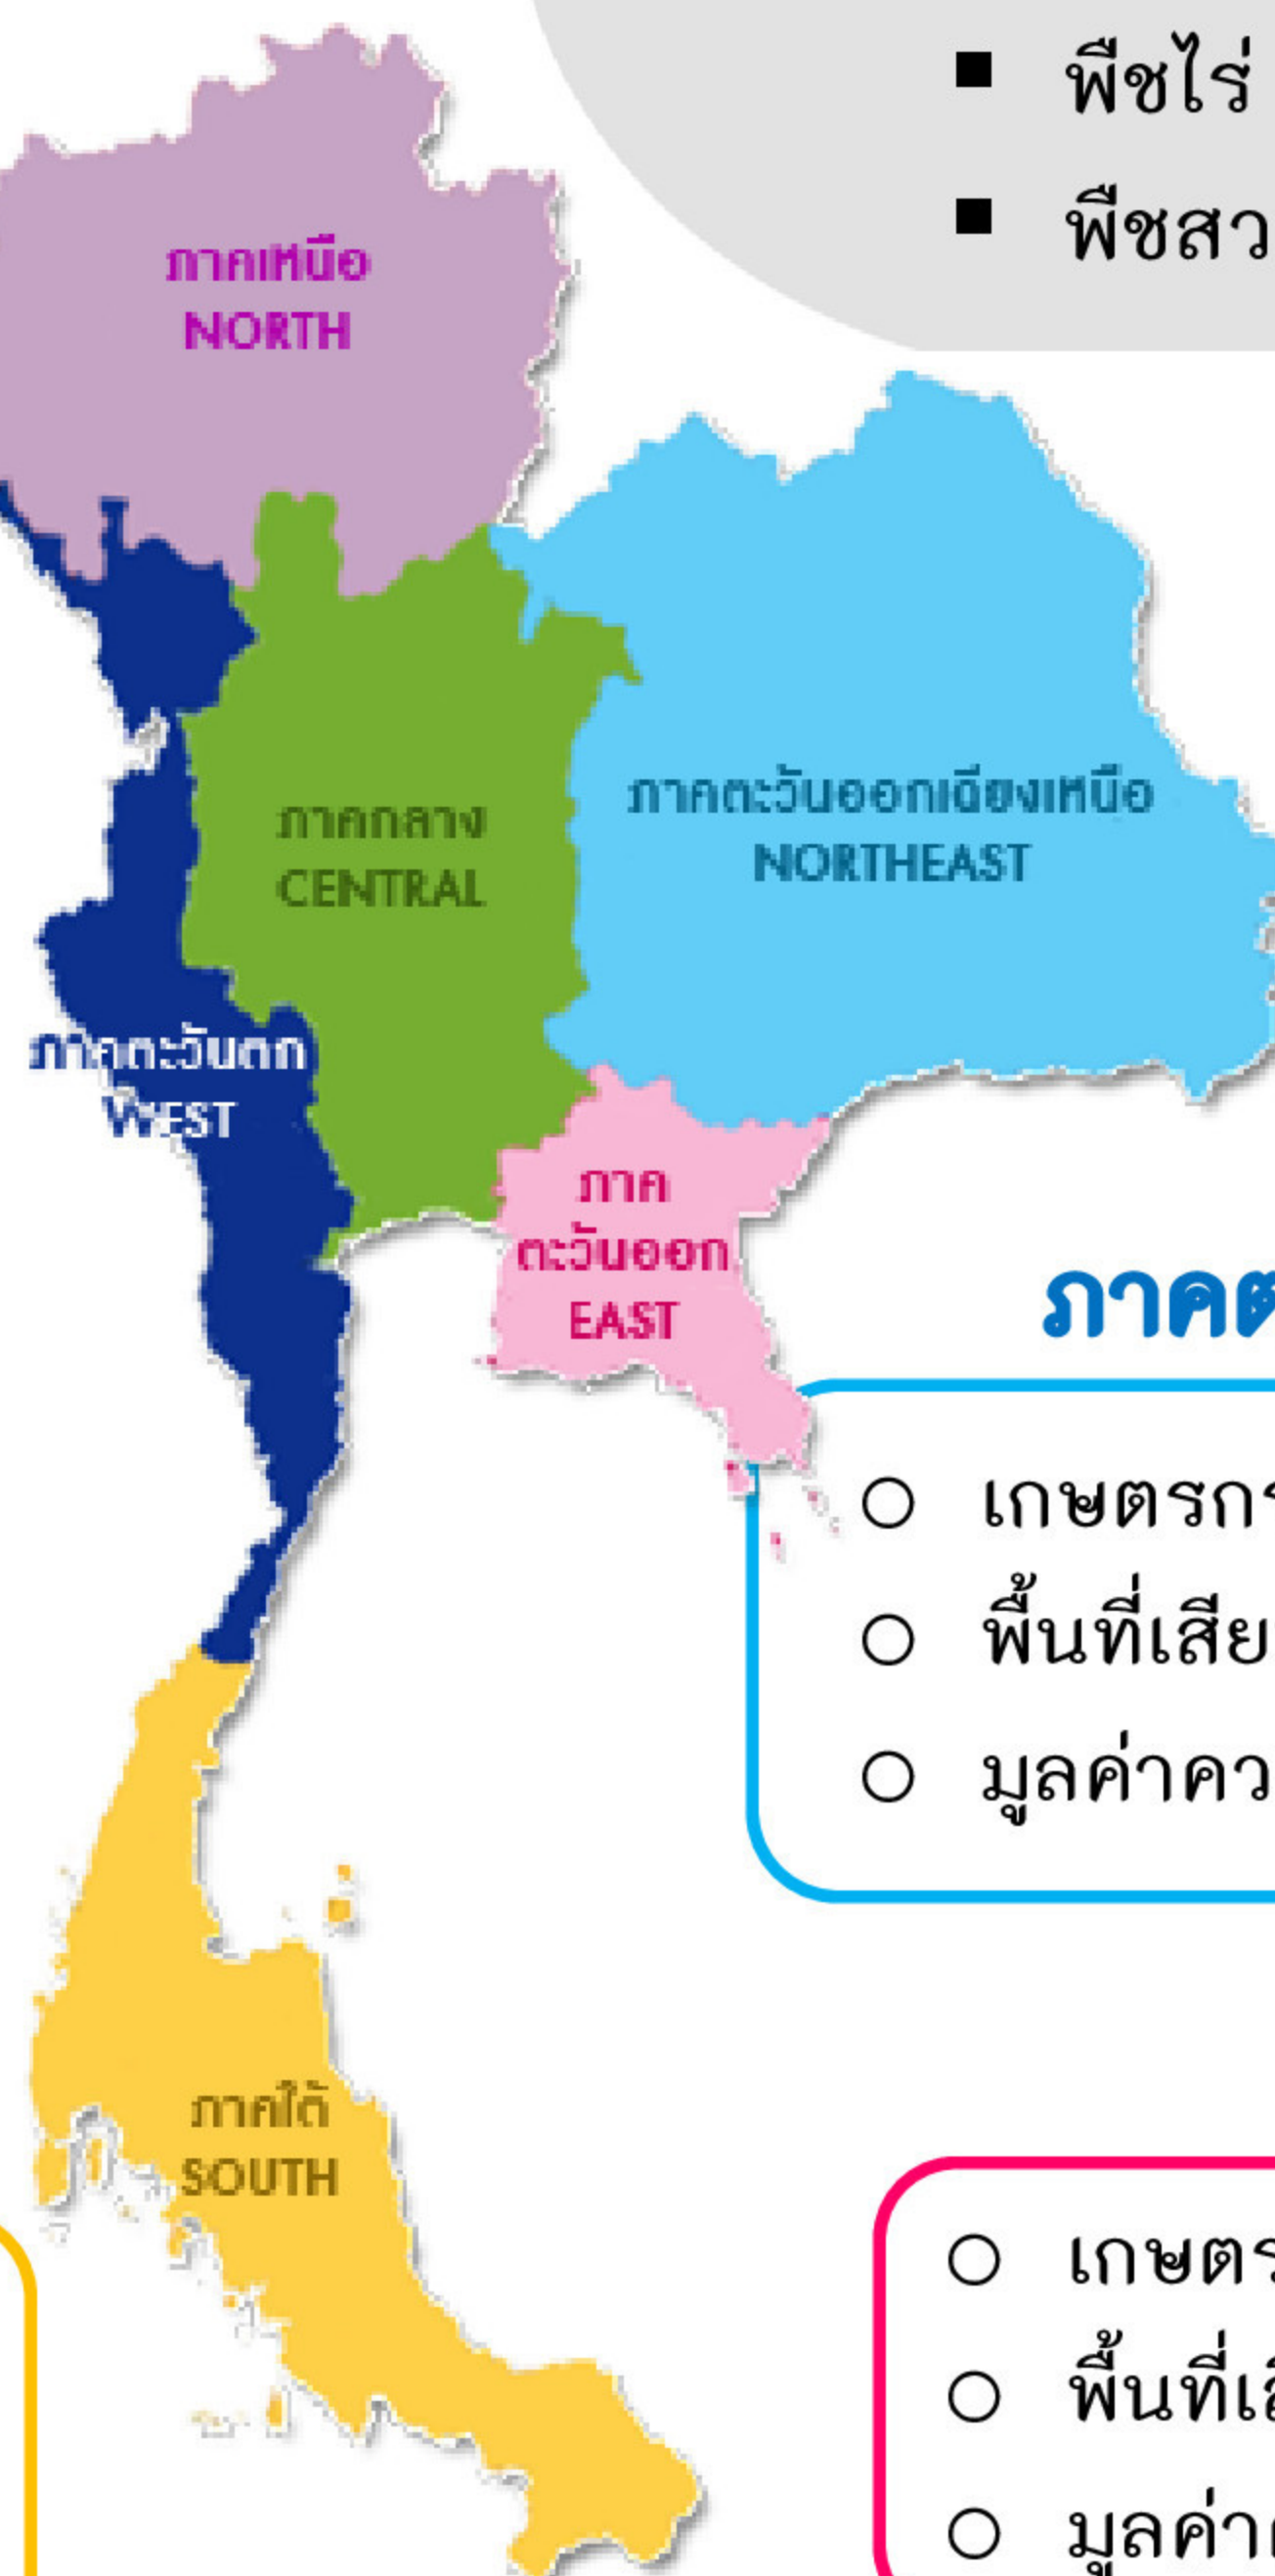 พืชไร่
พืชสว
ภาคเหนือ
NORTH
ภาคตะวันออกเฉียงเหนือ
NORTHEAST
ภาคกลาง
CENTRAL
ภาคตะวันตก
WEST
ภาค
ตะวันออก
EAST
ภาคต
เกษตรกร
พื้นที่เสีย
มูลค่าคว
ภาคใต้
SOUTH
เกษตร
พื้นที่เสี
มูลค่าค